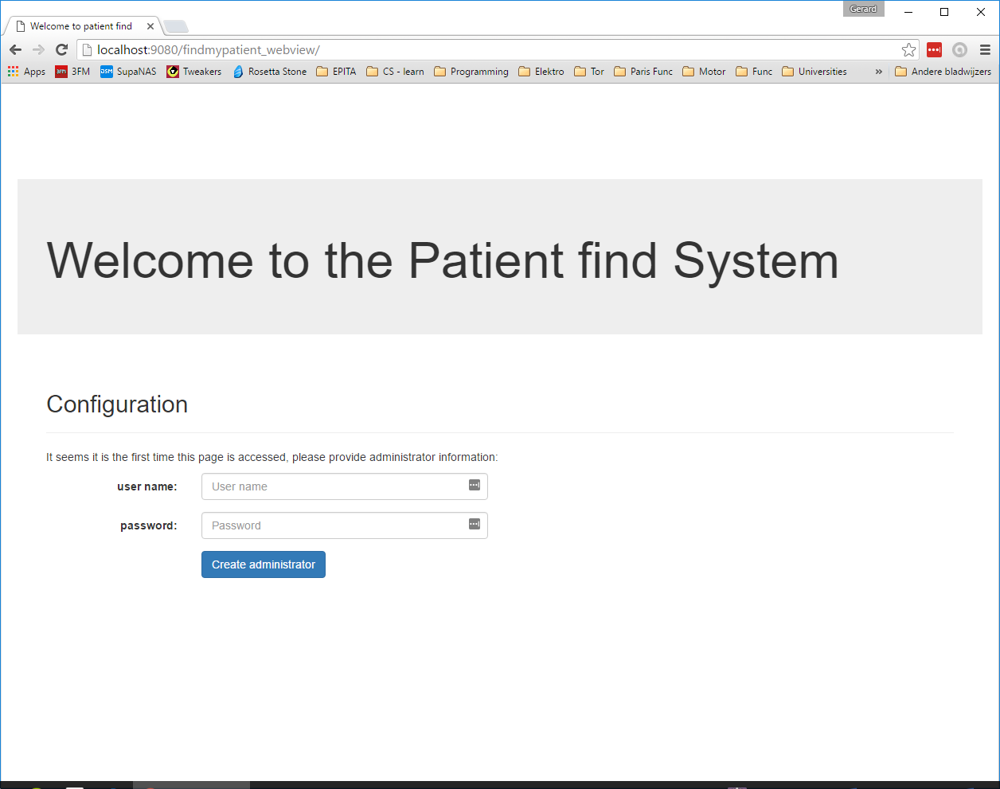 Gerard
Welcome to patient find
localhost:9080/findmypatient_webview/
Apps 3FM 3FM DSM SupaNAS Tweakers Rosetta Stone EPITA CS - learn Programming Elektro Tor Paris Func Motor Func Universities » Andere bladwijzers
Welcome to the Patient find System
Configuration
It seems it is the first time this page is accessed, please provide administrator information:
user name: User name
password: Password
Create administrator